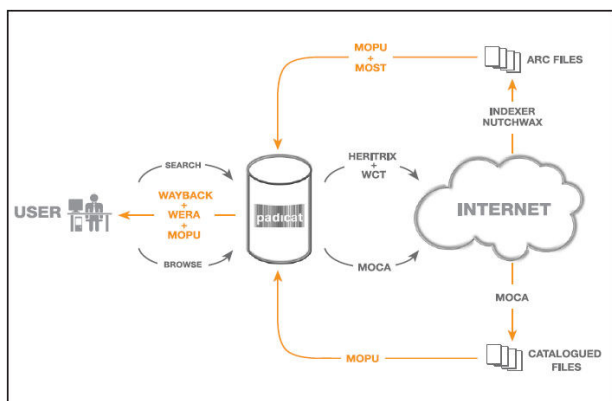 MOPU
+
MOST
ARC FILES
INDEXER
NUTCHWAX
SEARCH
HERITRIX
+
WCT
USER
WAYBACK
+
WERA
+
MOPU
padicat
INTERNET
BROWSE
MOCA
MOCA
MOPU
CATALOGUED
FILES